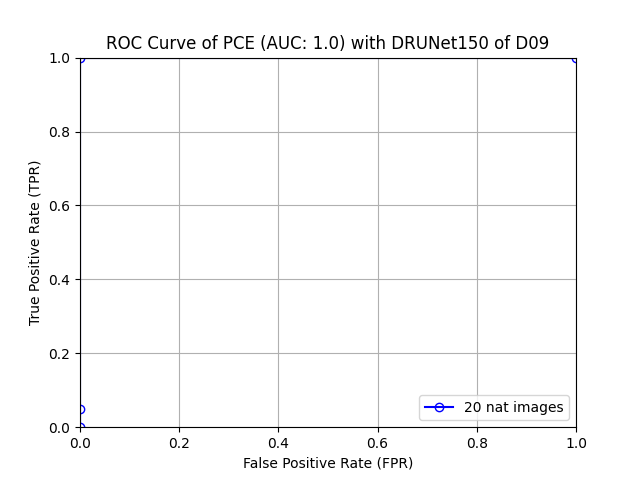 ROC Curve of PCE (AUC: 1.0) with DRUNet150 of D09
1.0
0.8
0.6
0.4
0.2
0.0
True Positive Rate (TPR)
20 nat images
0.0 0.2 0.4 0.6 0.8 1.0
False Positive Rate (FPR)